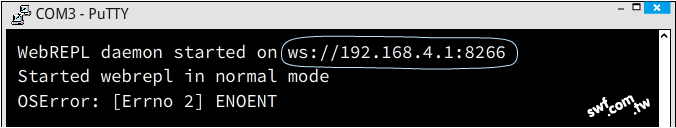 COM3 - PuTTY
WebREPL daemon started on ws://192.168.4.1:8266
Started webrepl in normal mode
OSError: [Errno 2] ENOENT
swf.com.tw